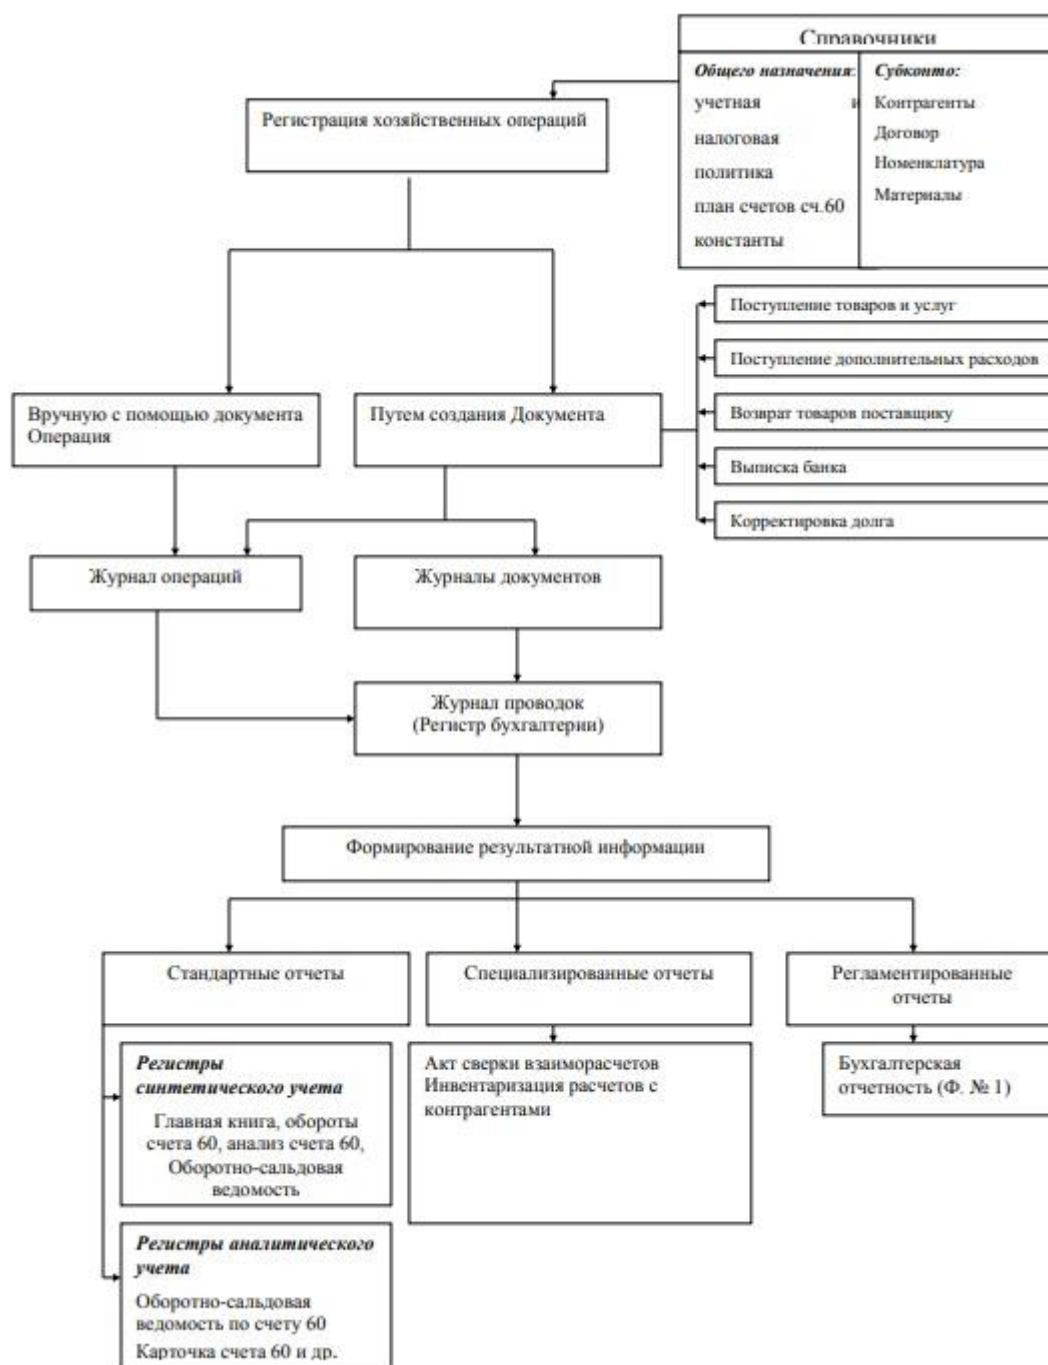 Справочники
Общего назначения:
учетная и
налоговая
политика
план счетов сч.60
константы
Субконто:
Контрагенты
Договор
Номенклатура
Материалы
Регистрация хозяйственных операций
Поступление товаров и услуг
Поступление дополнительных расходов
Возврат товаров поставщику
Выписка банка
Корректировка долга
Вручную с помощью документа
Операция
Путем создания Документа
Журнал операций
Журналы документов
Журнал проводок
(Регистр бухгалтерии)
Формирование результатной информации
Стандартные отчеты
Специализированные отчеты
Регламентированные
отчеты
Регистры
синтетического учета
Главная книга, обороты
счета 60, анализ счета 60,
Оборотно-сальдовая
ведомость
Акт сверки взаиморасчетов
Инвентаризация расчетов с
контрагентами
Бухгалтерская
отчетность (Ф. № 1)
Регистры аналитического
учета
Оборотно-сальдовая
ведомость по счету 60
Карточка счета 60 и др.